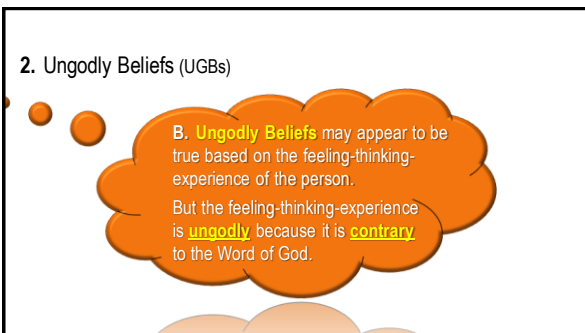 2. Ungodly Beliefs (UGBs)
B. Ungodly Beliefs may appear to be
true based on the feeling-thinking-
experience of the person.
But the feeling-thinking-experience
is ungodly because it is contrary
to the Word of God.